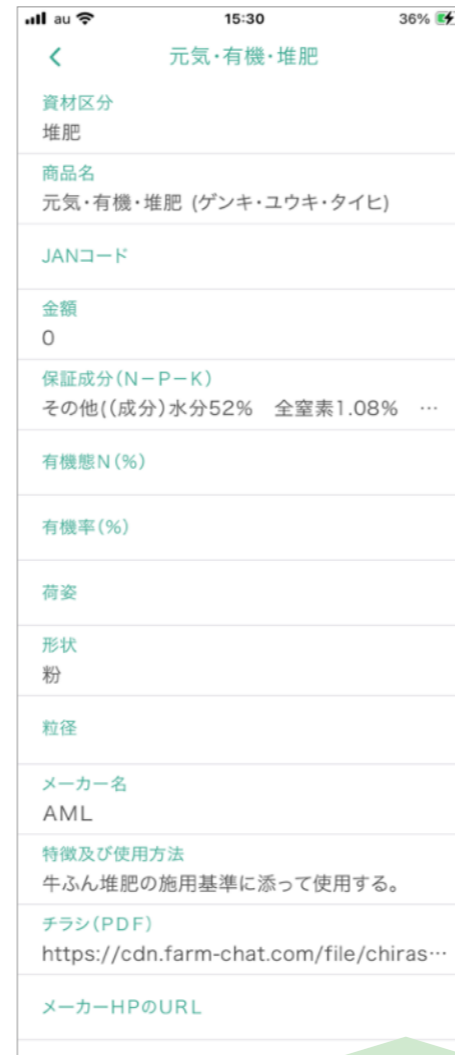 au 15:30 36%
元気・有機・堆肥
資材区分
堆肥
商品名
元気・有機・堆肥 (ゲンキ・ユウキ・タイヒ)
JANコード
金額
0
保証成分(N－P－K)
その他((成分)水分52%　全窒素1.08%　…
有機態N(%)
有機率(%)
荷姿
形状
粉
粒径
メーカー名
AML
特徴及び使用方法
牛ふん堆肥の施用基準に添って使用する。
チラシ(PDF)
https://cdn.farm-chat.com/file/chiras…
メーカーHPのURL